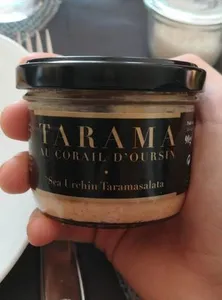 TARAMA
AU CORAIL D'OURSIN
Sea Urchin Taramasalata